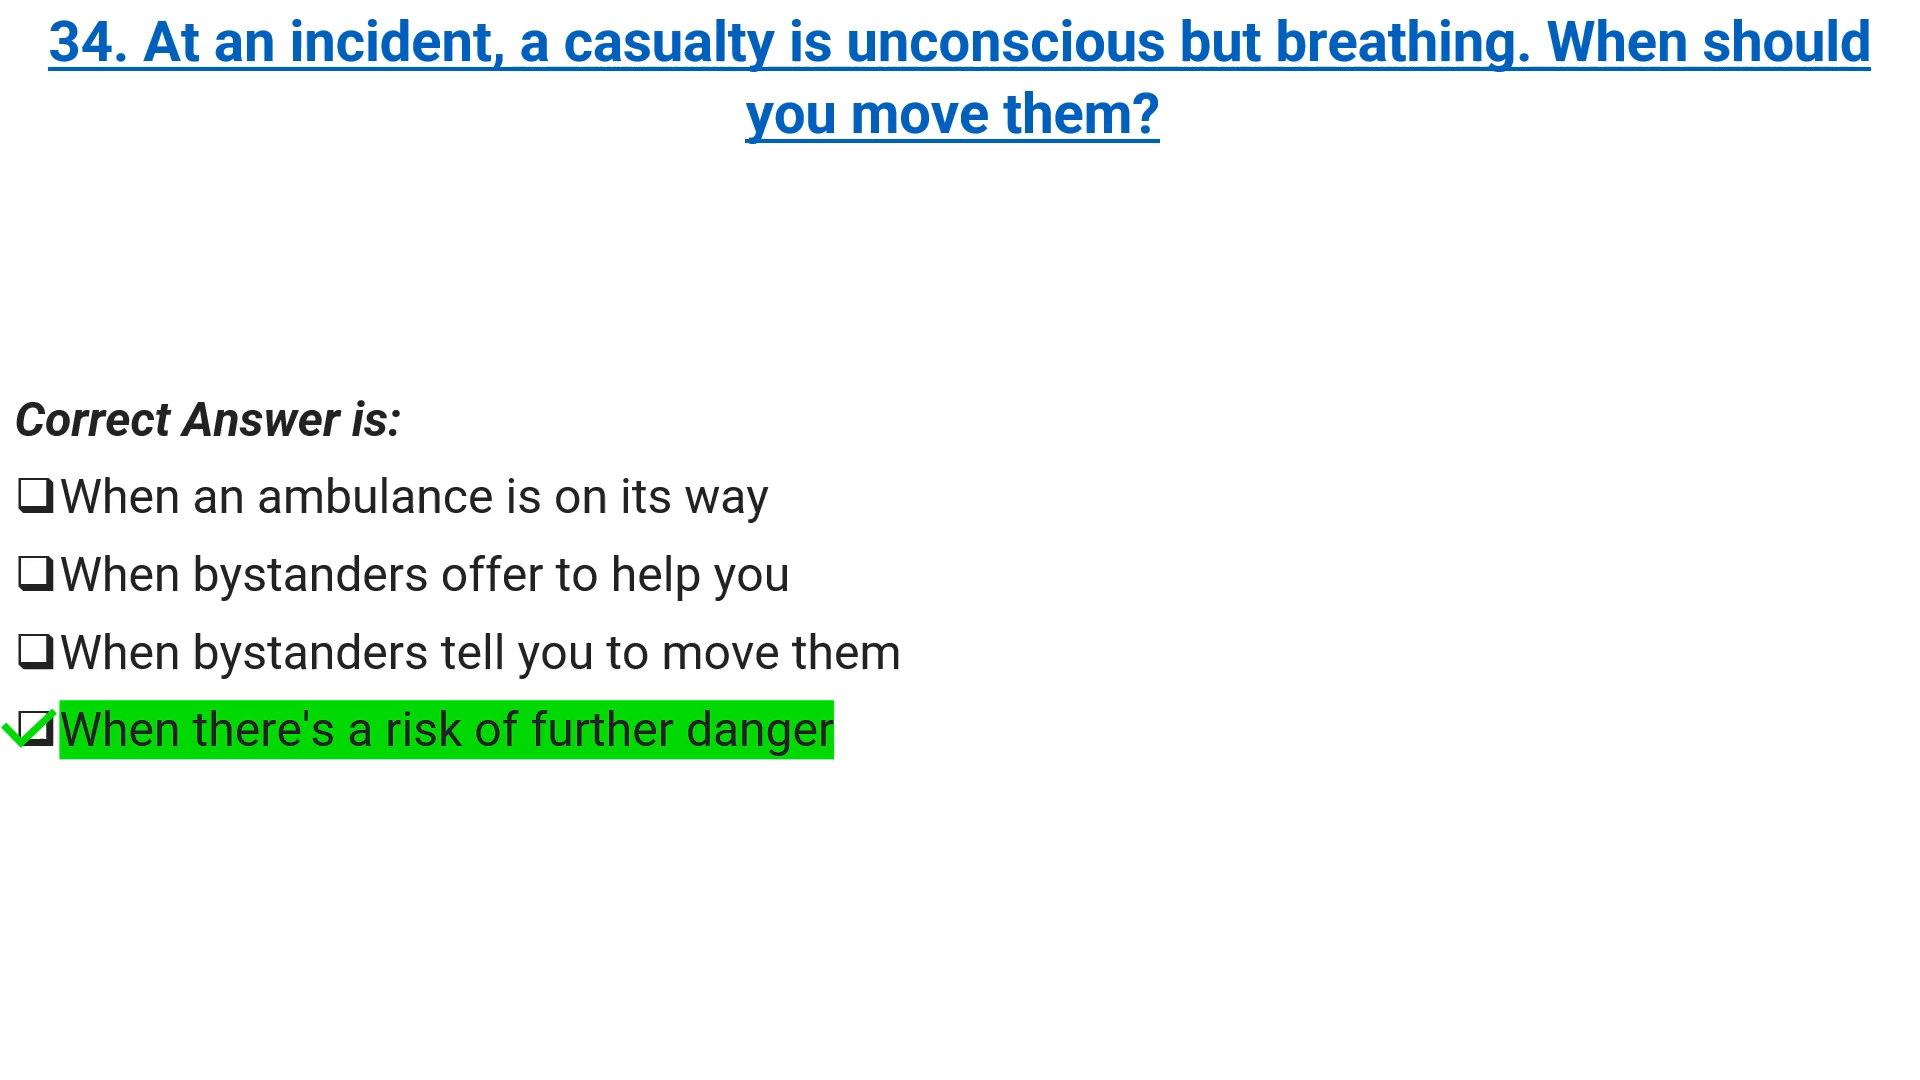 34. At an incident, a casualty is unconscious but breathing. When should
you move them?
Correct Answer is:
❑When an ambulance is on its way
❑When bystanders offer to help you
❑When bystanders tell you to move them
❑When there's a risk of further danger